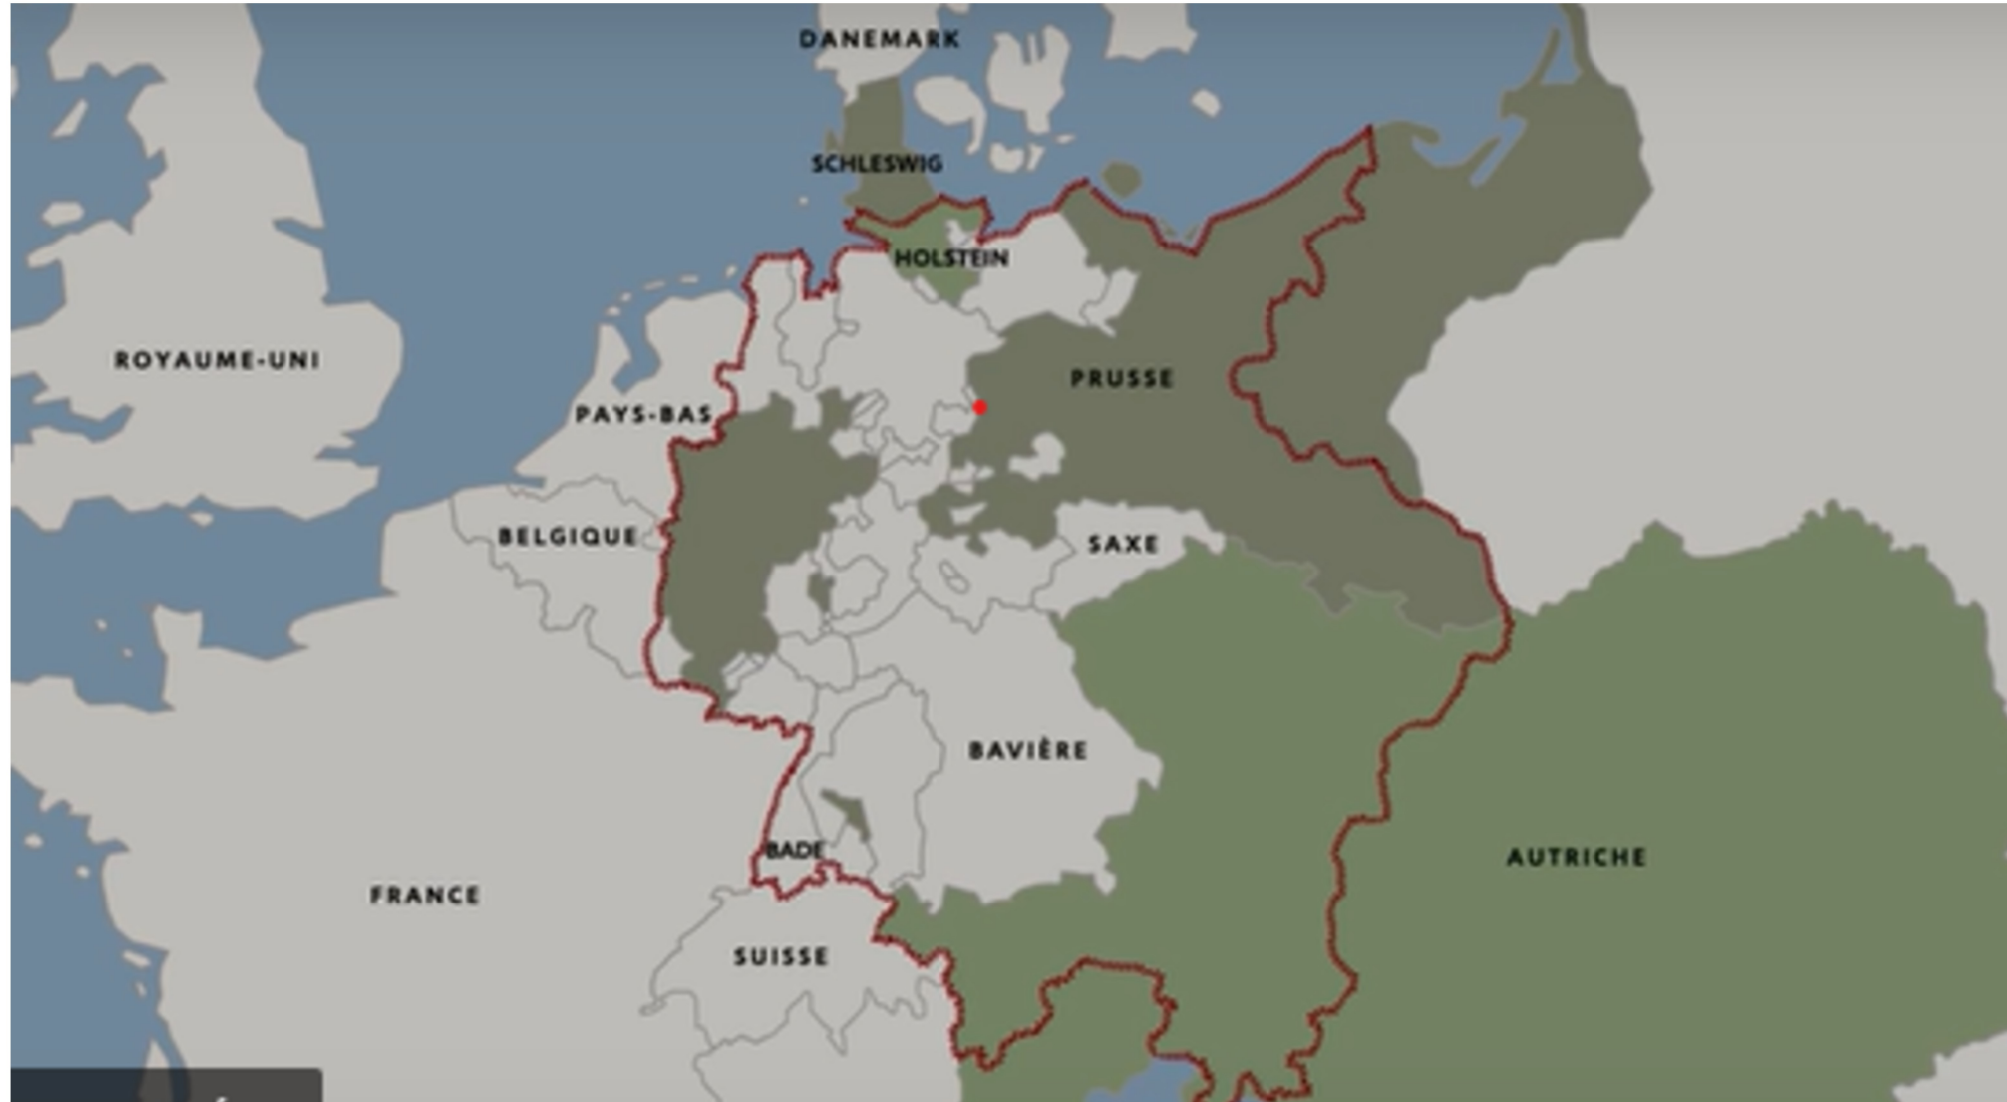 DANEMARK
SCHLESWIG
HOLSTEIN
ROYAUME-UNI
PRUSSE
PAYS-BAS
BELGIQUE
SAXE
BAVIÈRE
BADE
AUTRICHE
FRANCE
SUISSE